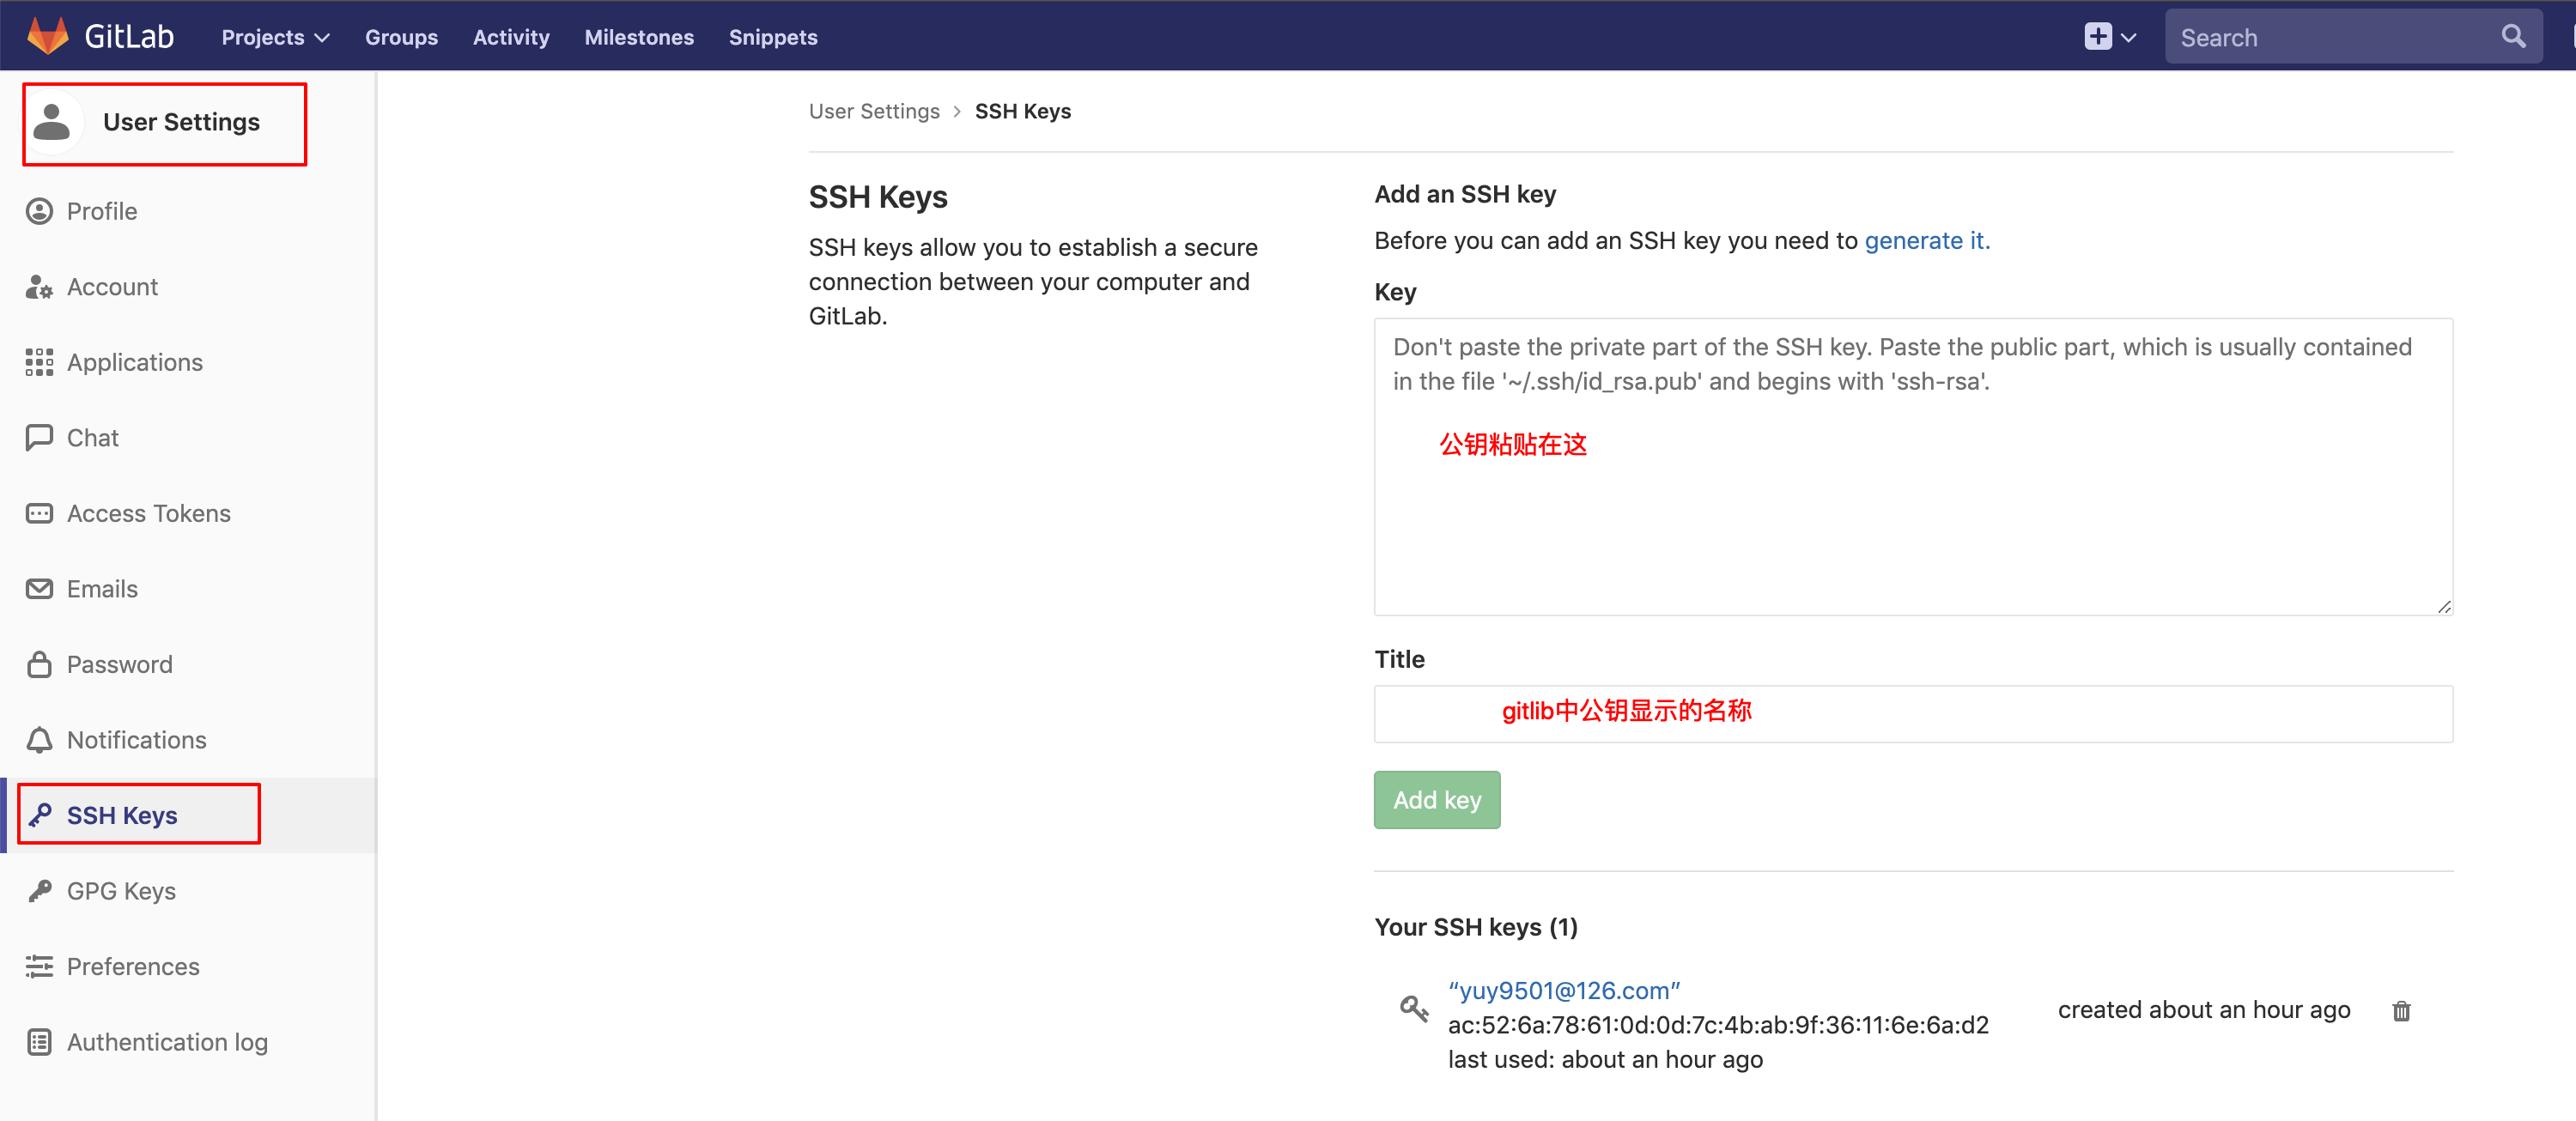 GitLab Projects Groups Activity Milestones Snippets Search
User Settings
Profile
Account
Applications
Chat
Access Tokens
Emails
Password
Notifications
SSH Keys
GPG Keys
Preferences
Authentication log
User Settings > SSH Keys
SSH Keys
SSH keys allow you to establish a secure
connection between your computer and
GitLab.
Add an SSH key
Before you can add an SSH key you need to generate it.
Key
Don't paste the private part of the SSH key. Paste the public part, which is usually contained
in the file '~/.ssh/id_rsa.pub' and begins with 'ssh-rsa'.
公钥粘贴在这
Title
gitlib中公钥显示的名称
Add key
Your SSH keys (1)
“yuy9501@126.com”
ac:52:6a:78:61:0d:0d:7c:4b:ab:9f:36:11:6e:6a:d2
last used: about an hour ago
created about an hour ago